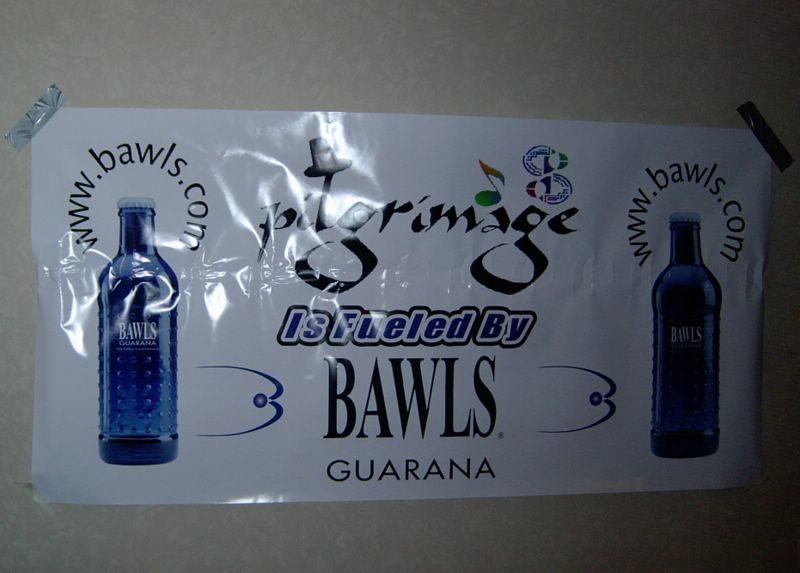 www.bawls.com
pilgrimage
www.bawls.com
Is Fueled By
BAWLS
GUARANA
BAWLS
GUARANA
BAWLS